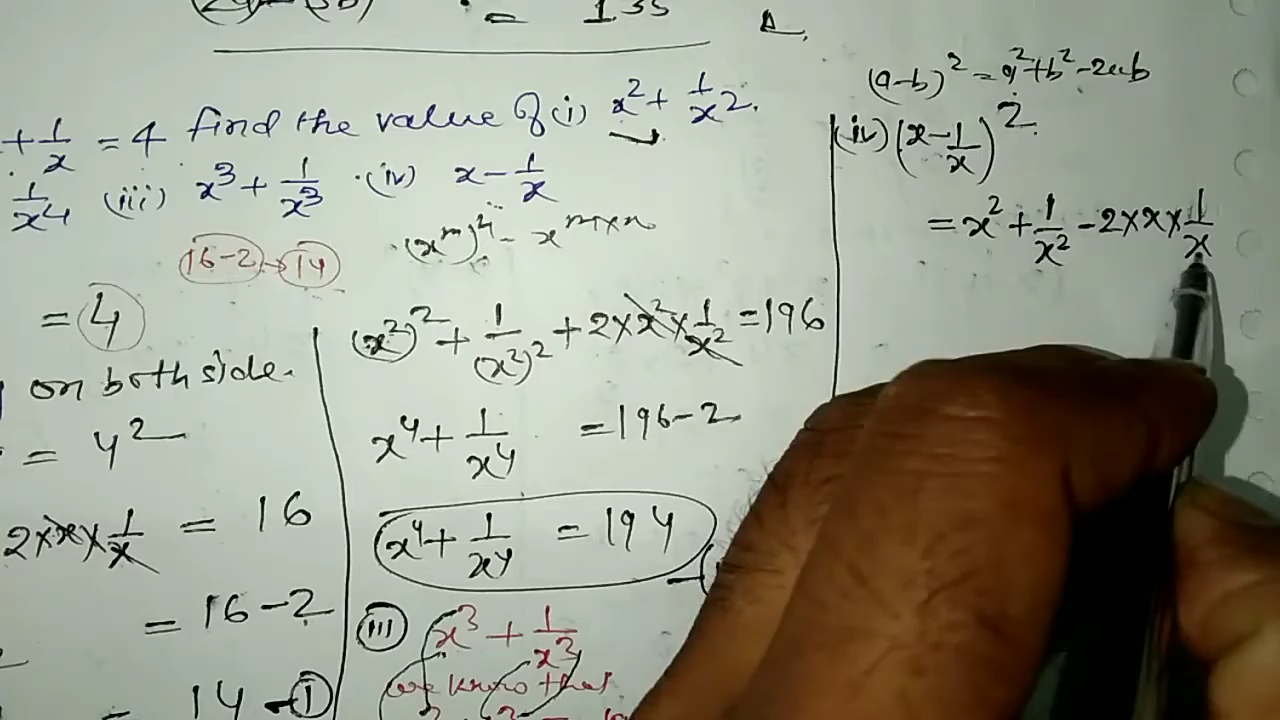 = 135
+ 1/x = 4 find the value of (i) x² + 1/x2.
1/x4 (iii) x³ + 1/x³ (iv) x - 1/x
16-2 → 14
(x^m)^4 - x^m×n
= 4
on both side.
= 4²
2×x×1/x = 16
= 16-2
= 14 - (I)
(x²)² + 1/(x²)² + 2×x²×1/x² = 196
x⁴ + 1/x⁴ = 196-2
x⁴ + 1/x⁴ = 194
(III) x³ + 1/x³
we know that
(a-b)² = a²+b²-2ab
(iv) (x - 1/x)²
= x² + 1/x² - 2×x×1/x